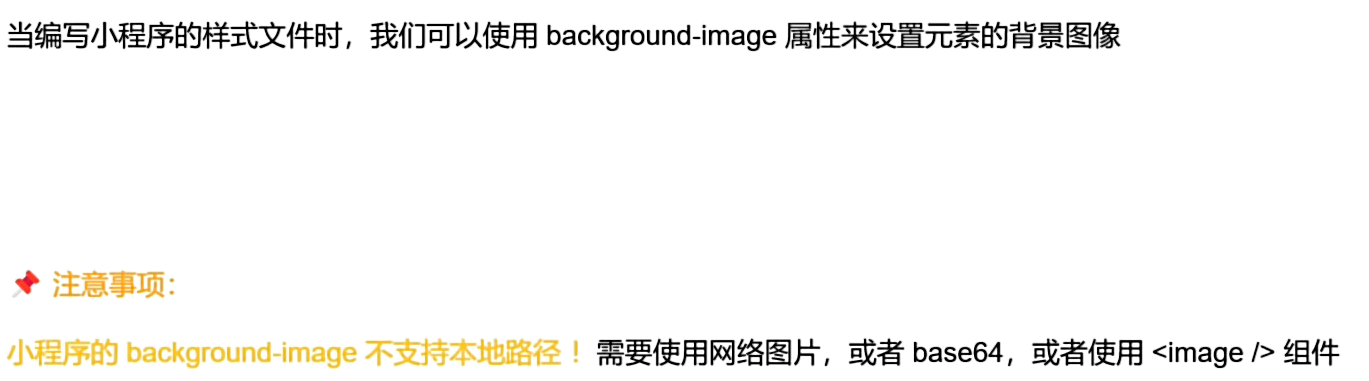 当编写小程序的样式文件时，我们可以使用 background-image 属性来设置元素的背景图像
📌 注意事项：
小程序的 background-image 不支持本地路径！需要使用网络图片，或者 base64，或者使用 <image /> 组件